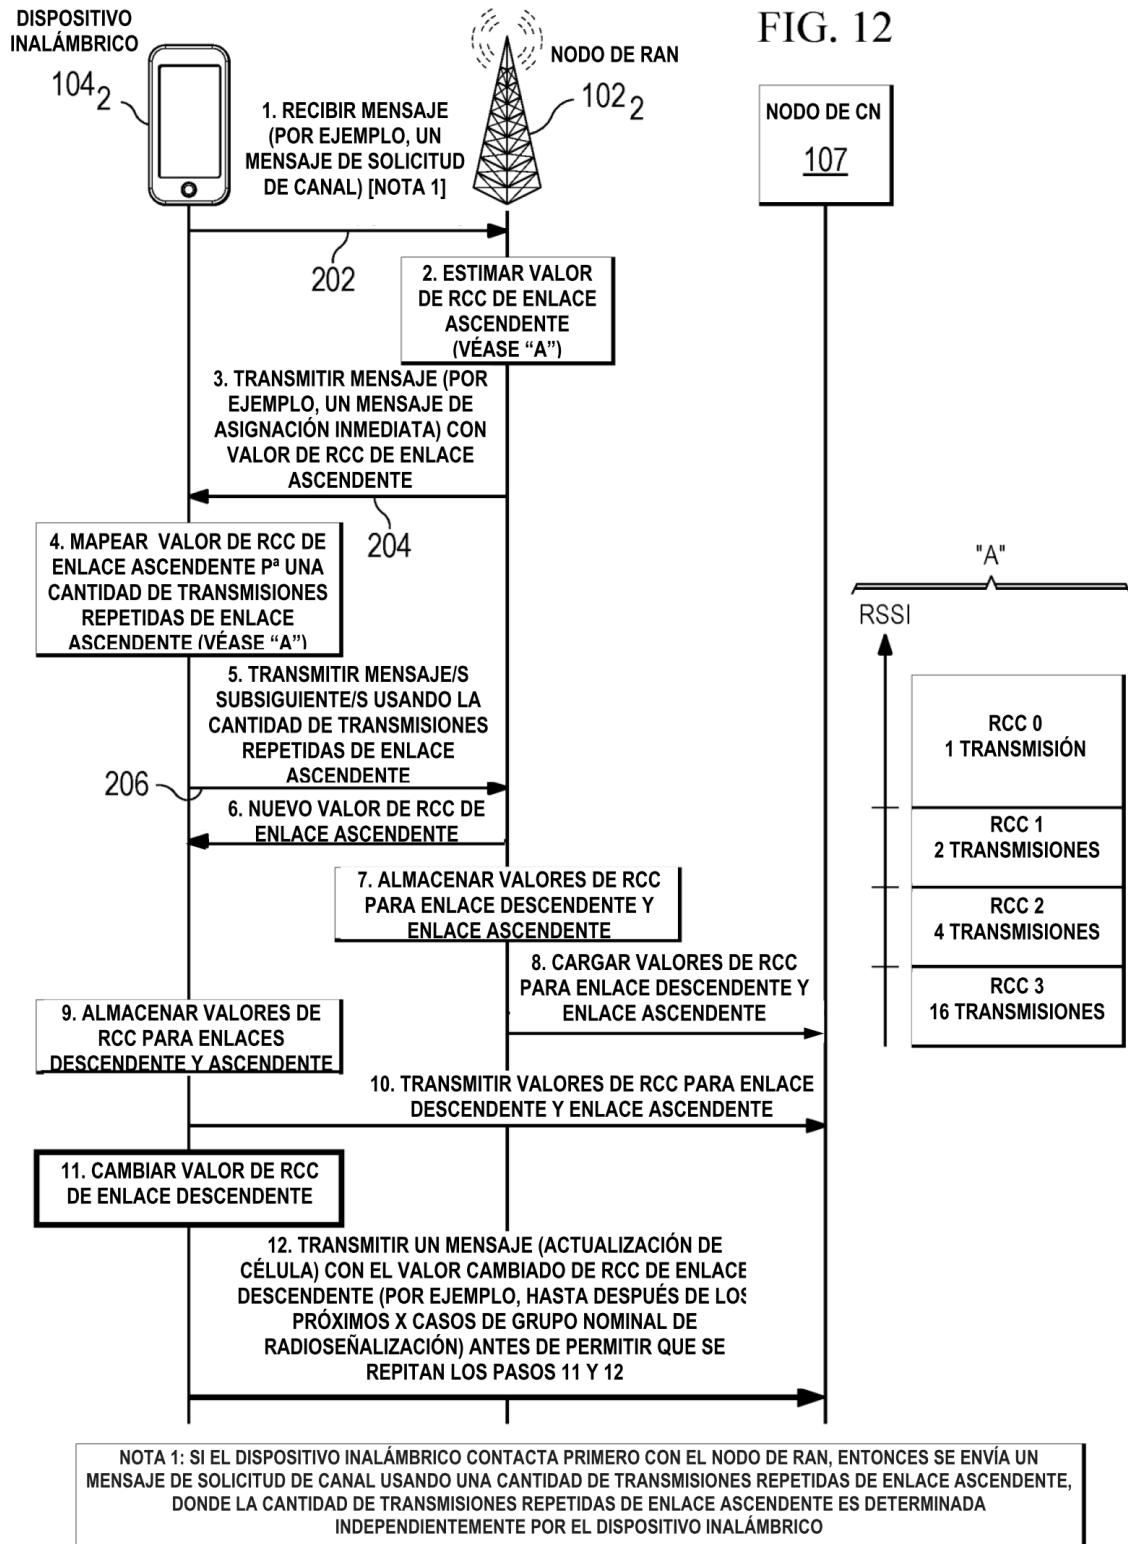 FIG. 12
DISPOSITIVO
INALÁMBRICO
104₂
NODO DE RAN
102₂
NODO DE CN
107
1. RECIBIR MENSAJE
(POR EJEMPLO, UN
MENSAJE DE SOLICITUD
DE CANAL) [NOTA 1]
202
2. ESTIMAR VALOR
DE RCC DE ENLACE
ASCENDENTE
(VÉASE “A”)
3. TRANSMITIR MENSAJE (POR
EJEMPLO, UN MENSAJE DE
ASIGNACIÓN INMEDIATA) CON
VALOR DE RCC DE ENLACE
ASCENDENTE
204
4. MAPEAR VALOR DE RCC DE
ENLACE ASCENDENTE Pª UNA
CANTIDAD DE TRANSMISIONES
REPETIDAS DE ENLACE
ASCENDENTE (VÉASE “A”)
5. TRANSMITIR MENSAJE/S
SUBSIGUIENTE/S USANDO LA
CANTIDAD DE TRANSMISIONES
REPETIDAS DE ENLACE
ASCENDENTE
206
6. NUEVO VALOR DE RCC DE
ENLACE ASCENDENTE
7. ALMACENAR VALORES DE RCC
PARA ENLACE DESCENDENTE Y
ENLACE ASCENDENTE
8. CARGAR VALORES DE RCC
PARA ENLACE DESCENDENTE Y
ENLACE ASCENDENTE
9. ALMACENAR VALORES DE
RCC PARA ENLACES
DESCENDENTE Y ASCENDENTE
10. TRANSMITIR VALORES DE RCC PARA ENLACE
DESCENDENTE Y ENLACE ASCENDENTE
11. CAMBIAR VALOR DE RCC
DE ENLACE DESCENDENTE
12. TRANSMITIR UN MENSAJE (ACTUALIZACIÓN DE
CÉLULA) CON EL VALOR CAMBIADO DE RCC DE ENLACE
DESCENDENTE (POR EJEMPLO, HASTA DESPUÉS DE LOS
PRÓXIMOS X CASOS DE GRUPO NOMINAL DE
RADIOSEÑALIZACIÓN) ANTES DE PERMITIR QUE SE
REPITAN LOS PASOS 11 Y 12
"A"
RSSI
RCC 0
1 TRANSMISIÓN
RCC 1
2 TRANSMISIONES
RCC 2
4 TRANSMISIONES
RCC 3
16 TRANSMISIONES
NOTA 1: SI EL DISPOSITIVO INALÁMBRICO CONTACTA PRIMERO CON EL NODO DE RAN, ENTONCES SE ENVÍA UN
MENSAJE DE SOLICITUD DE CANAL USANDO UNA CANTIDAD DE TRANSMISIONES REPETIDAS DE ENLACE ASCENDENTE,
DONDE LA CANTIDAD DE TRANSMISIONES REPETIDAS DE ENLACE ASCENDENTE ES DETERMINADA
INDEPENDIENTEMENTE POR EL DISPOSITIVO INALÁMBRICO